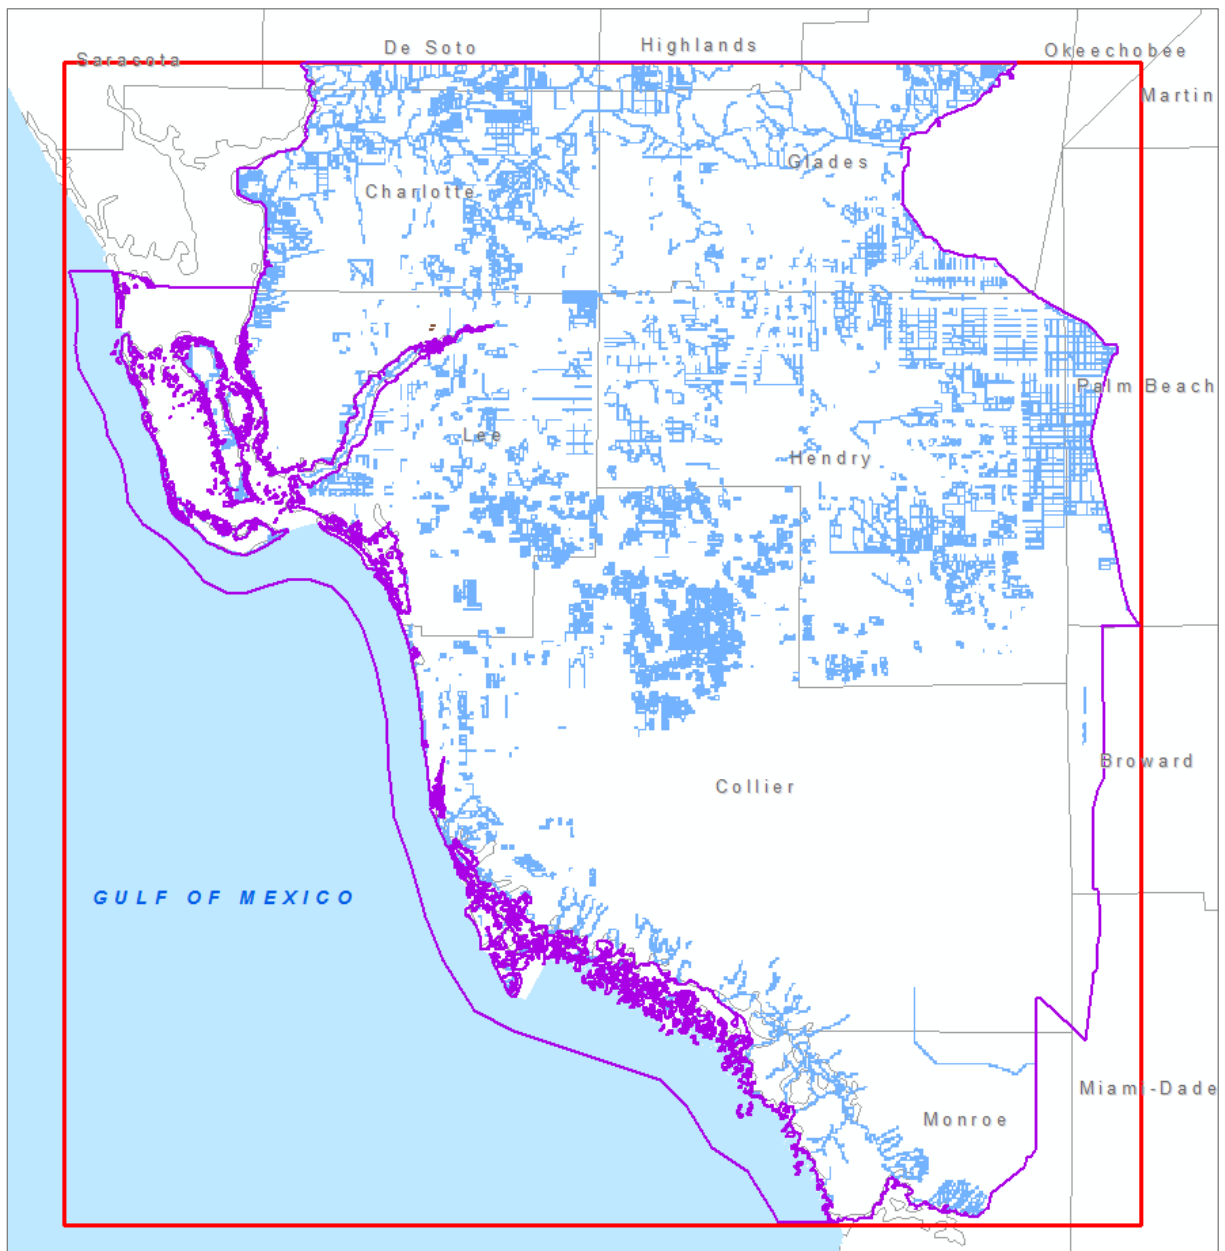 Sarasota
De Soto
Highlands
Okeechobee
Martin
Charlotte
Glades
Palm Beach
Lee
Hendry
Broward
Collier
GULF OF MEXICO
Miami-Dade
Monroe